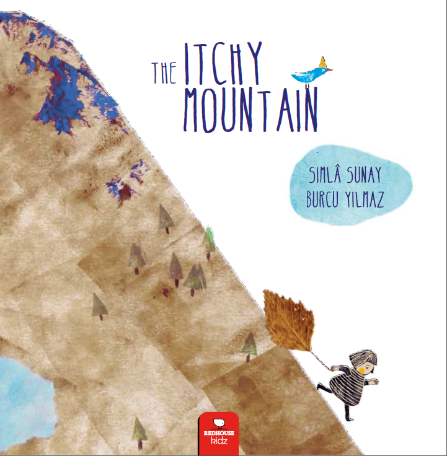 THE ITCHY
MOUNTAIN
SIMLÂ SUNAY
BURCU YILMAZ
REDHOUSE
kidz